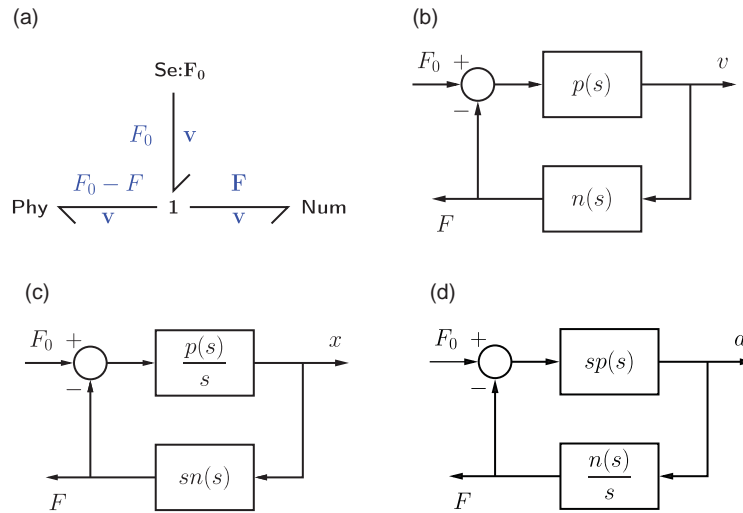 (a)
Se:F₀
F₀ v
F₀ − F F
Phy 1 Num
v v
(b)
F₀ + p(s) v
−
F n(s)
(c)
F₀ + p(s)/s x
−
F sn(s)
(d)
F₀ + sp(s)
−
F n(s)/s